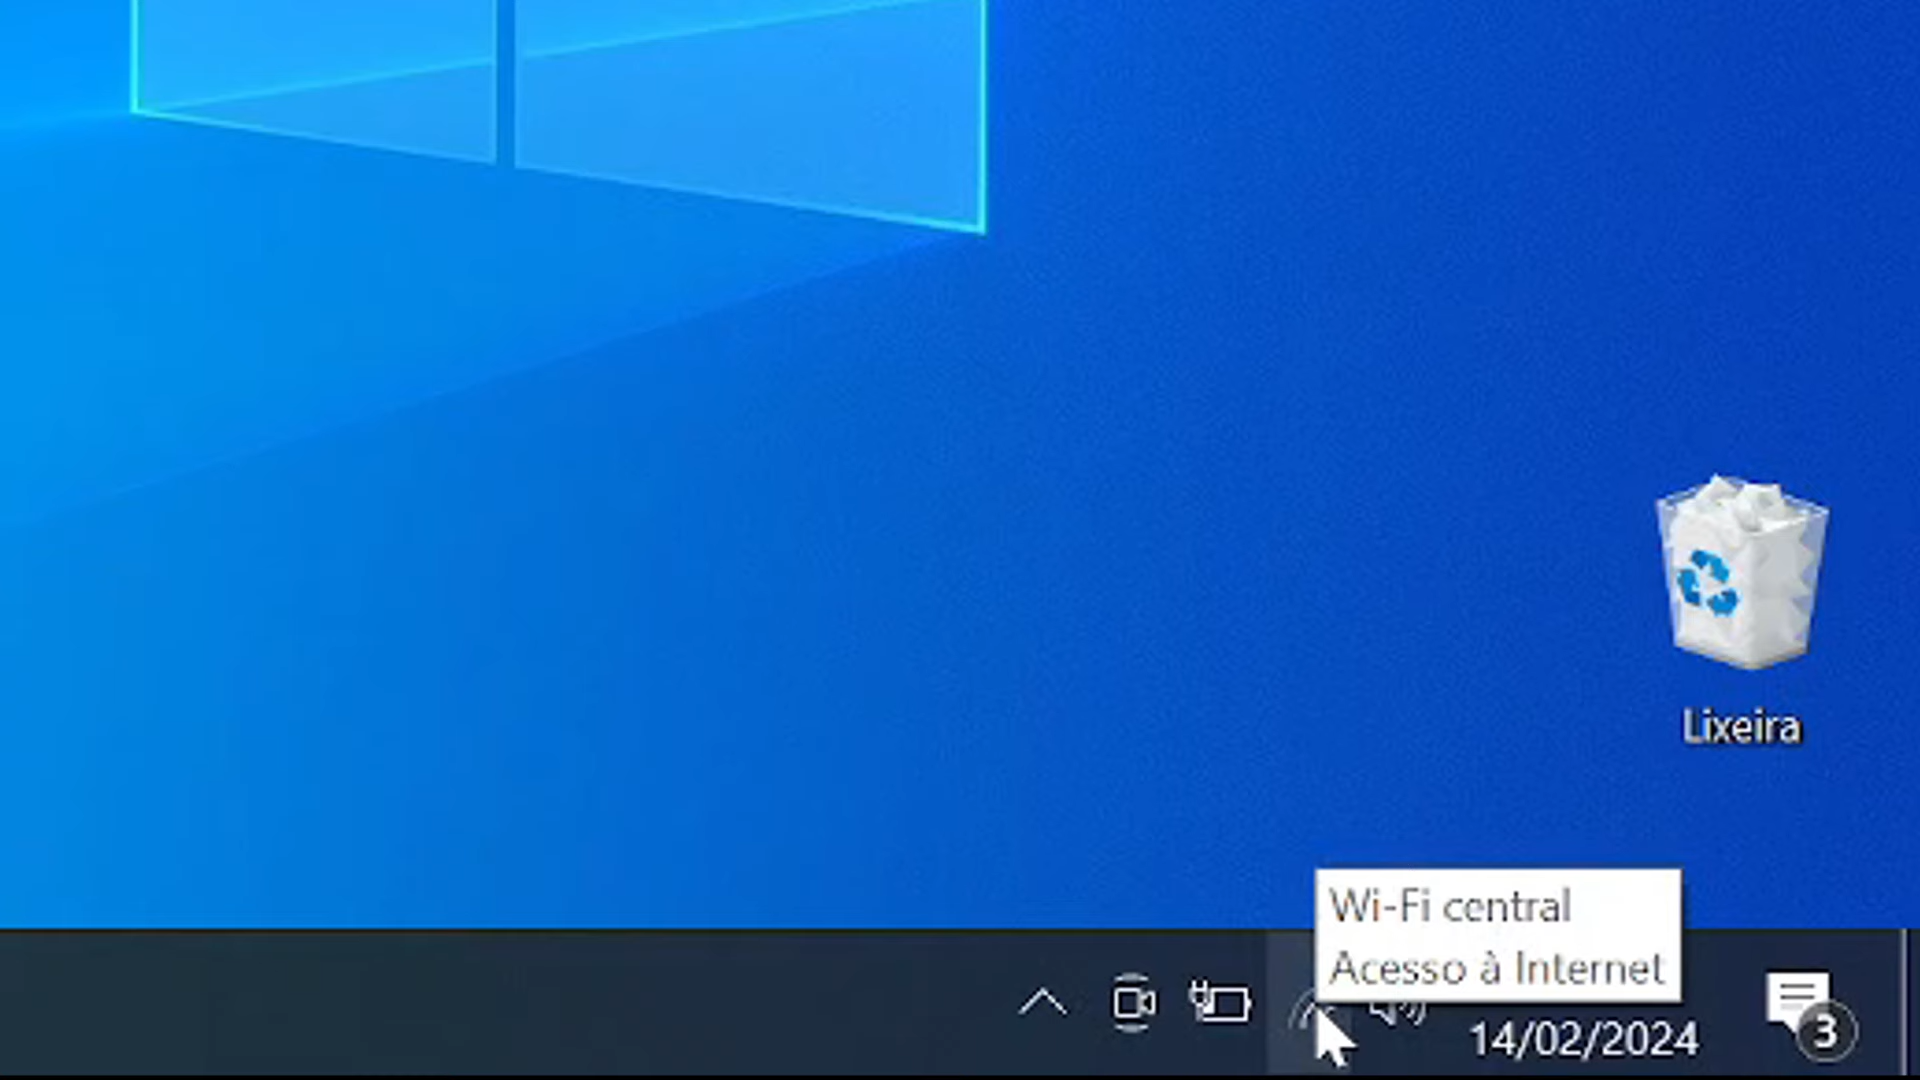 Lixeira
Wi-Fi central
Acesso à Internet
14/02/2024
3